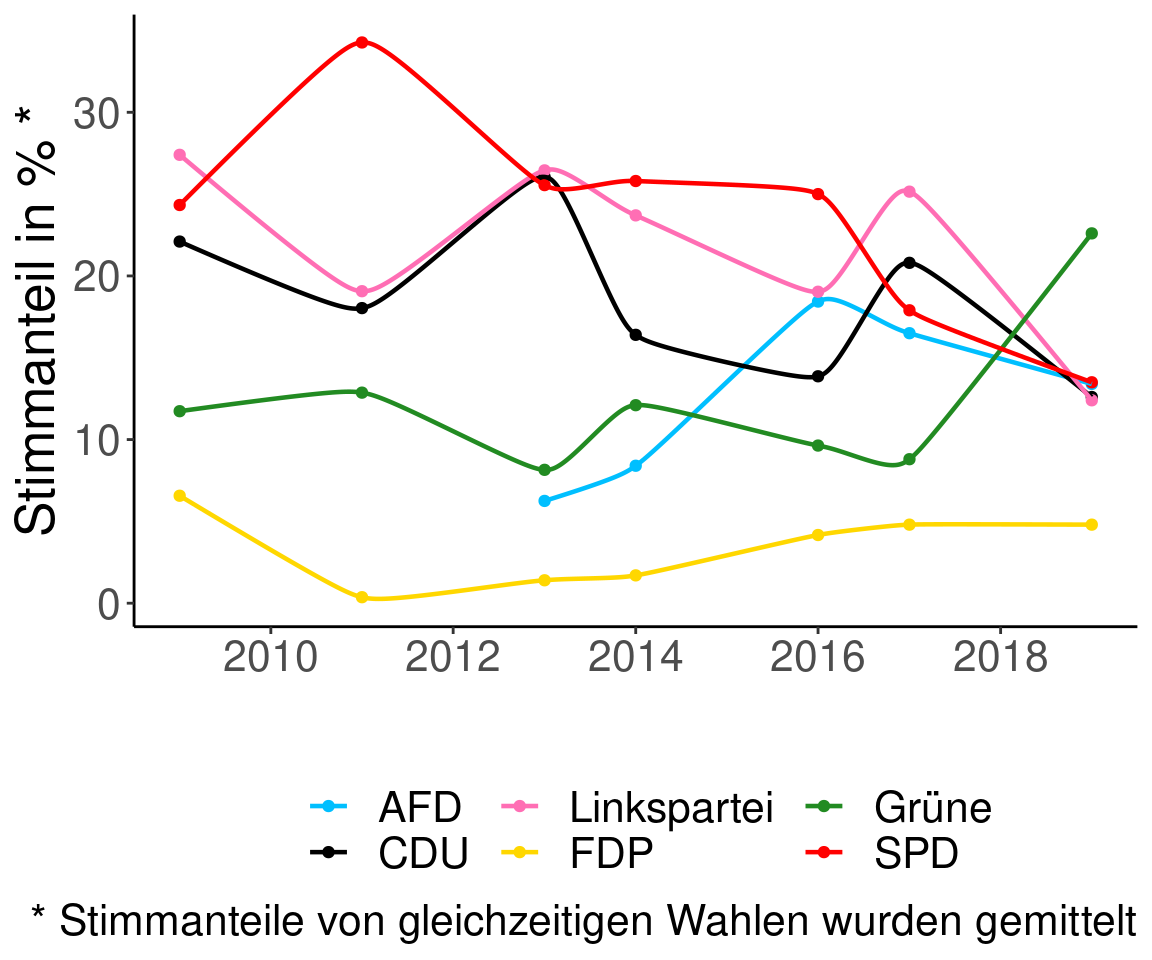 Stimmanteil in % *
30
20
10
0
2010 2012 2014 2016 2018
AFD Linkspartei Grüne
CDU FDP SPD
* Stimmanteile von gleichzeitigen Wahlen wurden gemittelt